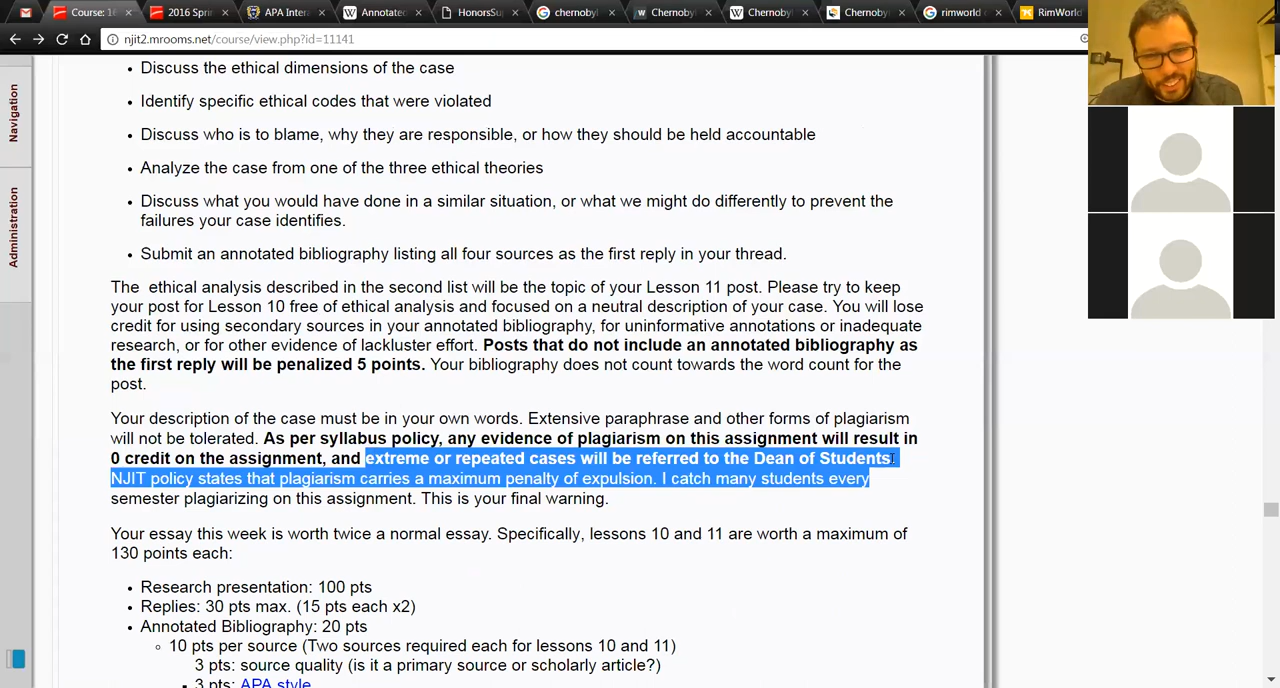 Course: 1
2016 Spri
APA Inter
Annotated
HonorsSup
chernobyl
Chernoby
Chernoby
Chernoby
rimworld
RimWorld
njit2.mrooms.net/course/view.php?id=11141
Navigation
Administration
• Discuss the ethical dimensions of the case
• Identify specific ethical codes that were violated
• Discuss who is to blame, why they are responsible, or how they should be held accountable
• Analyze the case from one of the three ethical theories
• Discuss what you would have done in a similar situation, or what we might do differently to prevent the
failures your case identifies.
• Submit an annotated bibliography listing all four sources as the first reply in your thread.
The ethical analysis described in the second list will be the topic of your Lesson 11 post. Please try to keep
your post for Lesson 10 free of ethical analysis and focused on a neutral description of your case. You will lose
credit for using secondary sources in your annotated bibliography, for uninformative annotations or inadequate
research, or for other evidence of lackluster effort. Posts that do not include an annotated bibliography as
the first reply will be penalized 5 points. Your bibliography does not count towards the word count for the
post.
Your description of the case must be in your own words. Extensive paraphrase and other forms of plagiarism
will not be tolerated. As per syllabus policy, any evidence of plagiarism on this assignment will result in
0 credit on the assignment, and extreme or repeated cases will be referred to the Dean of Students.
NJIT policy states that plagiarism carries a maximum penalty of expulsion. I catch many students every
semester plagiarizing on this assignment. This is your final warning.
Your essay this week is worth twice a normal essay. Specifically, lessons 10 and 11 are worth a maximum of
130 points each:
• Research presentation: 100 pts
• Replies: 30 pts max. (15 pts each x2)
• Annotated Bibliography: 20 pts
◦ 10 pts per source (Two sources required each for lessons 10 and 11)
3 pts: source quality (is it a primary source or scholarly article?)
▪ 3 pts: APA style